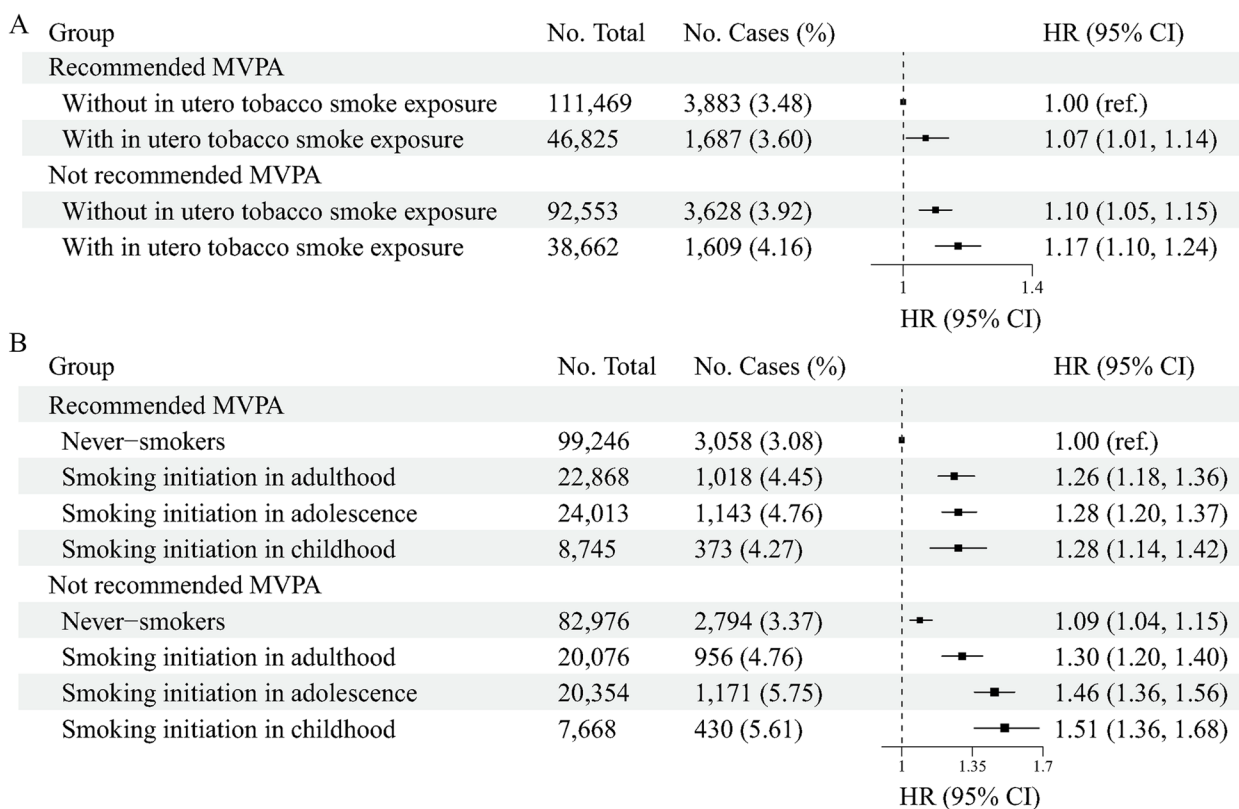 A Group No. Total No. Cases (%) HR (95% CI)
Recommended MVPA
Without in utero tobacco smoke exposure 111,469 3,883 (3.48) 1.00 (ref.)
With in utero tobacco smoke exposure 46,825 1,687 (3.60) 1.07 (1.01, 1.14)
Not recommended MVPA
Without in utero tobacco smoke exposure 92,553 3,628 (3.92) 1.10 (1.05, 1.15)
With in utero tobacco smoke exposure 38,662 1,609 (4.16) 1.17 (1.10, 1.24)
1 1.4
HR (95% CI)
B
Group No. Total No. Cases (%) HR (95% CI)
Recommended MVPA
Never−smokers 99,246 3,058 (3.08) 1.00 (ref.)
Smoking initiation in adulthood 22,868 1,018 (4.45) 1.26 (1.18, 1.36)
Smoking initiation in adolescence 24,013 1,143 (4.76) 1.28 (1.20, 1.37)
Smoking initiation in childhood 8,745 373 (4.27) 1.28 (1.14, 1.42)
Not recommended MVPA
Never−smokers 82,976 2,794 (3.37) 1.09 (1.04, 1.15)
Smoking initiation in adulthood 20,076 956 (4.76) 1.30 (1.20, 1.40)
Smoking initiation in adolescence 20,354 1,171 (5.75) 1.46 (1.36, 1.56)
Smoking initiation in childhood 7,668 430 (5.61) 1.51 (1.36, 1.68)
1 1.35 1.7
HR (95% CI)